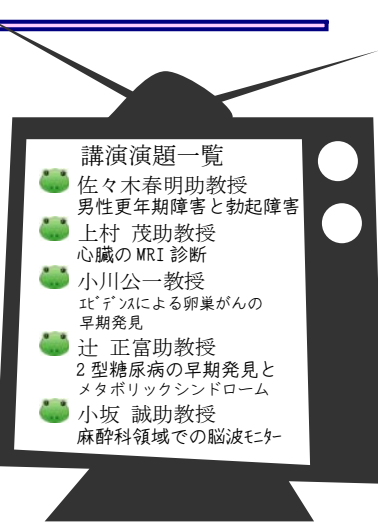 講演演題一覧
佐々木春明助教授
男性更年期障害と勃起障害
上村 茂助教授
心臓のMRI診断
小川公一教授
ｴﾋﾞﾃﾞﾝｽによる卵巣がんの
早期発見
辻 正富助教授
2型糖尿病の早期発見と
メタボリックシンドローム
小坂 誠助教授
麻酔科領域での脳波ﾓﾆﾀｰ